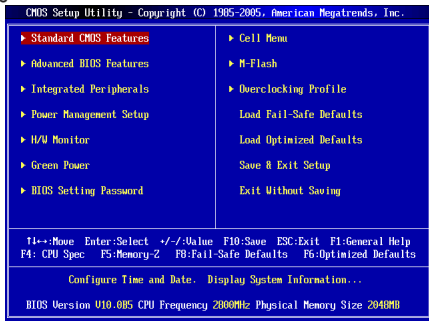 CMOS Setup Utility - Copyright (C) 1985-2005, American Megatrends, Inc.
▶ Standard CMOS Features
▶ Advanced BIOS Features
▶ Integrated Peripherals
▶ Power Management Setup
▶ H/W Monitor
▶ Green Power
▶ BIOS Setting Password
▶ Cell Menu
▶ M-Flash
▶ Overclocking Profile
Load Fail-Safe Defaults
Load Optimized Defaults
Save & Exit Setup
Exit Without Saving
↑↓←→:Move Enter:Select +/-/:Value F10:Save ESC:Exit F1:General Help
F4: CPU Spec F5:Memory-Z F8:Fail-Safe Defaults F6:Optimized Defaults
Configure Time and Date. Display System Information...
BIOS Version V10.0B5 CPU Frequency 2800MHz Physical Memory Size 2048MB